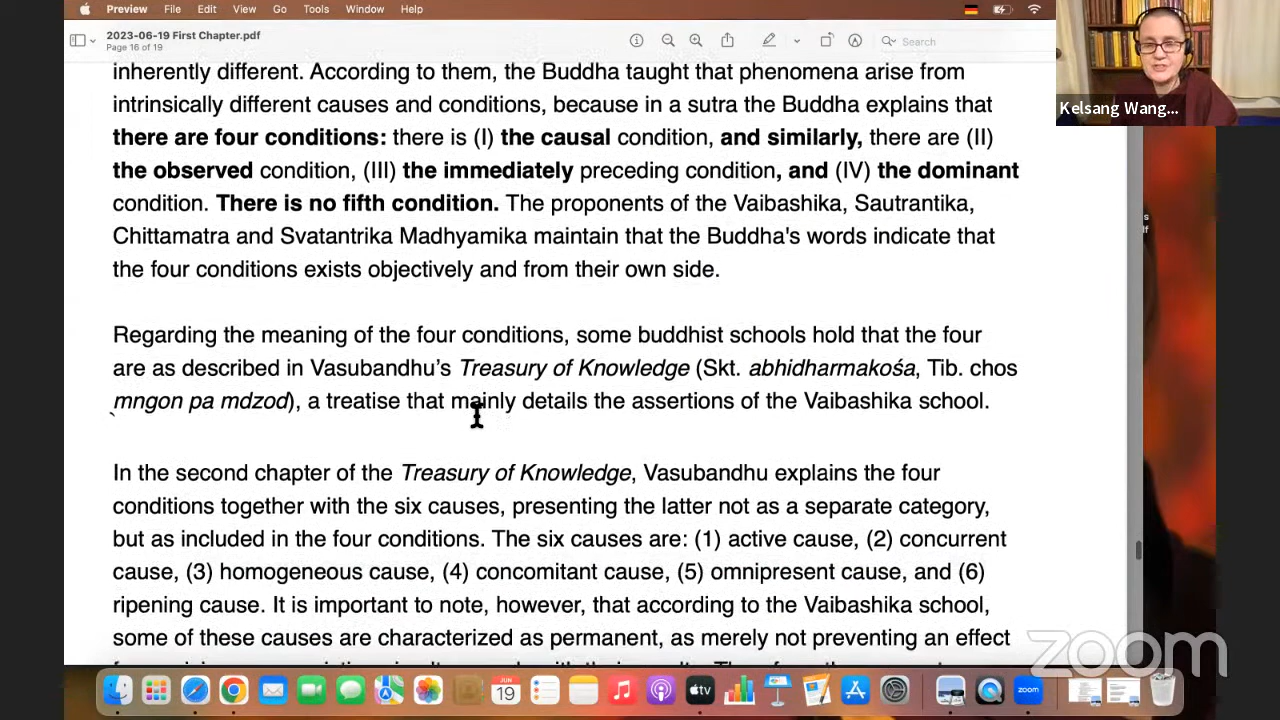 Preview File Edit View Go Tools Window Help
2023-06-19 First Chapter.pdf
Page 16 of 19
Search
Kelsang Wang...
inherently different. According to them, the Buddha taught that phenomena arise from
intrinsically different causes and conditions, because in a sutra the Buddha explains that
there are four conditions: there is (I) the causal condition, and similarly, there are (II)
the observed condition, (III) the immediately preceding condition, and (IV) the dominant
condition. There is no fifth condition. The proponents of the Vaibashika, Sautrantika,
Chittamatra and Svatantrika Madhyamika maintain that the Buddha's words indicate that
the four conditions exists objectively and from their own side.
Regarding the meaning of the four conditions, some buddhist schools hold that the four
are as described in Vasubandhu’s Treasury of Knowledge (Skt. abhidharmakośa, Tib. chos
mngon pa mdzod), a treatise that mainly details the assertions of the Vaibashika school.
In the second chapter of the Treasury of Knowledge, Vasubandhu explains the four
conditions together with the six causes, presenting the latter not as a separate category,
but as included in the four conditions. The six causes are: (1) active cause, (2) concurrent
cause, (3) homogeneous cause, (4) concomitant cause, (5) omnipresent cause, and (6)
ripening cause. It is important to note, however, that according to the Vaibashika school,
some of these causes are characterized as permanent, as merely not preventing an effect
zoom
JUN
19
tv
zoom